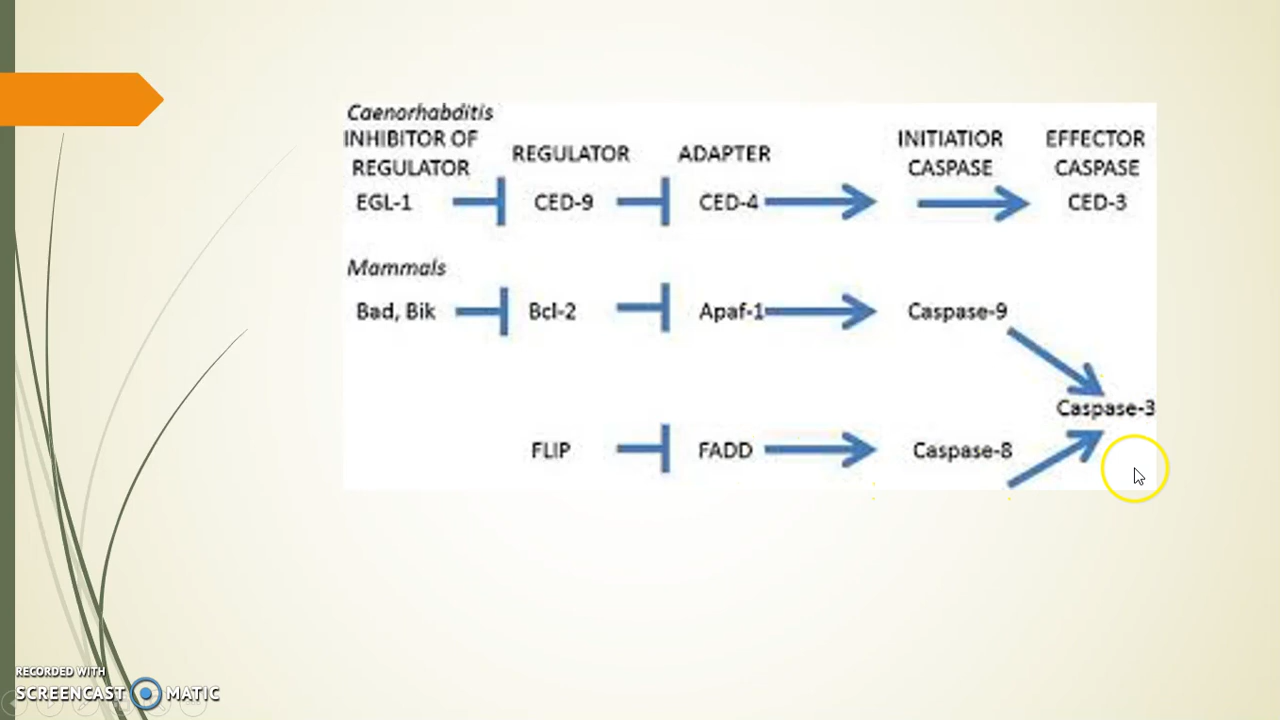 Caenorhabditis
INHIBITOR OF REGULATOR
REGULATOR
ADAPTER
INITIATIOR CASPASE
EFFECTOR CASPASE
EGL-1
CED-9
CED-4
CED-3
Mammals
Bad, Bik
Bcl-2
Apaf-1
Caspase-9
Caspase-3
FLIP
FADD
Caspase-8
RECORDED WITH
SCREENCAST MATIC